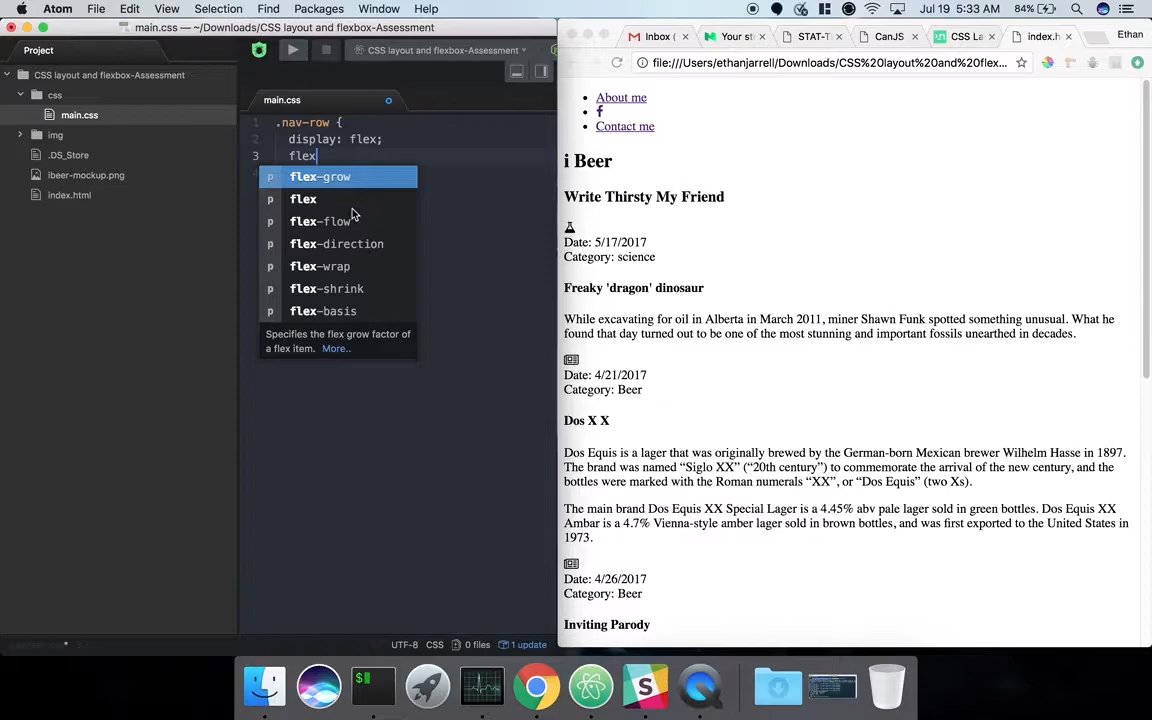 Atom File Edit View Selection Find Packages Window Help
84% Jul 19 5:33 AM
main.css — ~/Downloads/CSS layout and flexbox-Assessment
Project
CSS layout and flexbox-Assessment
css
main.css
img
.DS_Store
ibeer-mockup.png
index.html
CSS layout and flexbox-Assessment
main.css
1 .nav-row {
2 display: flex;
3 flex
p flex-grow
p flex
p flex-flow
p flex-direction
p flex-wrap
p flex-shrink
p flex-basis
Specifies the flex grow factor of
a flex item. More..
UTF-8 CSS 0 files 1 update
Inbox ( Your st STAT-T CanJS CSS La index.h Ethan
file:///Users/ethanjarrell/Downloads/CSS%20layout%20and%20flex...
About me
Contact me
i Beer
Write Thirsty My Friend
Date: 5/17/2017
Category: science
Freaky 'dragon' dinosaur
While excavating for oil in Alberta in March 2011, miner Shawn Funk spotted something unusual. What he
found that day turned out to be one of the most stunning and important fossils unearthed in decades.
Date: 4/21/2017
Category: Beer
Dos X X
Dos Equis is a lager that was originally brewed by the German-born Mexican brewer Wilhelm Hasse in 1897.
The brand was named “Siglo XX” (“20th century”) to commemorate the arrival of the new century, and the
bottles were marked with the Roman numerals “XX”, or “Dos Equis” (two Xs).
The main brand Dos Equis XX Special Lager is a 4.45% abv pale lager sold in green bottles. Dos Equis XX
Ambar is a 4.7% Vienna-style amber lager sold in brown bottles, and was first exported to the United States in
1973.
Date: 4/26/2017
Category: Beer
Inviting Parody